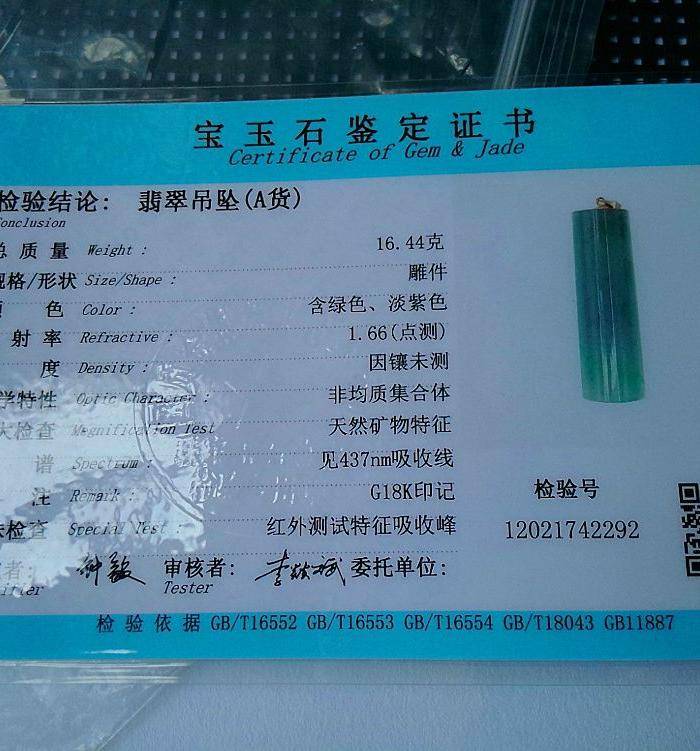 宝玉石鉴定证书
Certificate of Gem & Jade
检验结论: 翡翠吊坠(A货)
Conclusion
总质量 Weight : 16.44克
规格/形状 Size/Shape : 雕件
色 Color : 含绿色、淡紫色
射率 Refractive : 1.66(点测)
度 Density : 因镶未测
学特性 Optic Character : 非均质集合体
大检查 Magnification Test 天然矿物特征
谱 Spectrum : 见437nm吸收线
注 Remark : G18K印记
检查 Special Test : 红外测试特征吸收峰
检验号
12021742292
者: 审核者: 委托单位:
Tester
检验依据 GB/T16552 GB/T16553 GB/T16554 GB/T18043 GB11887